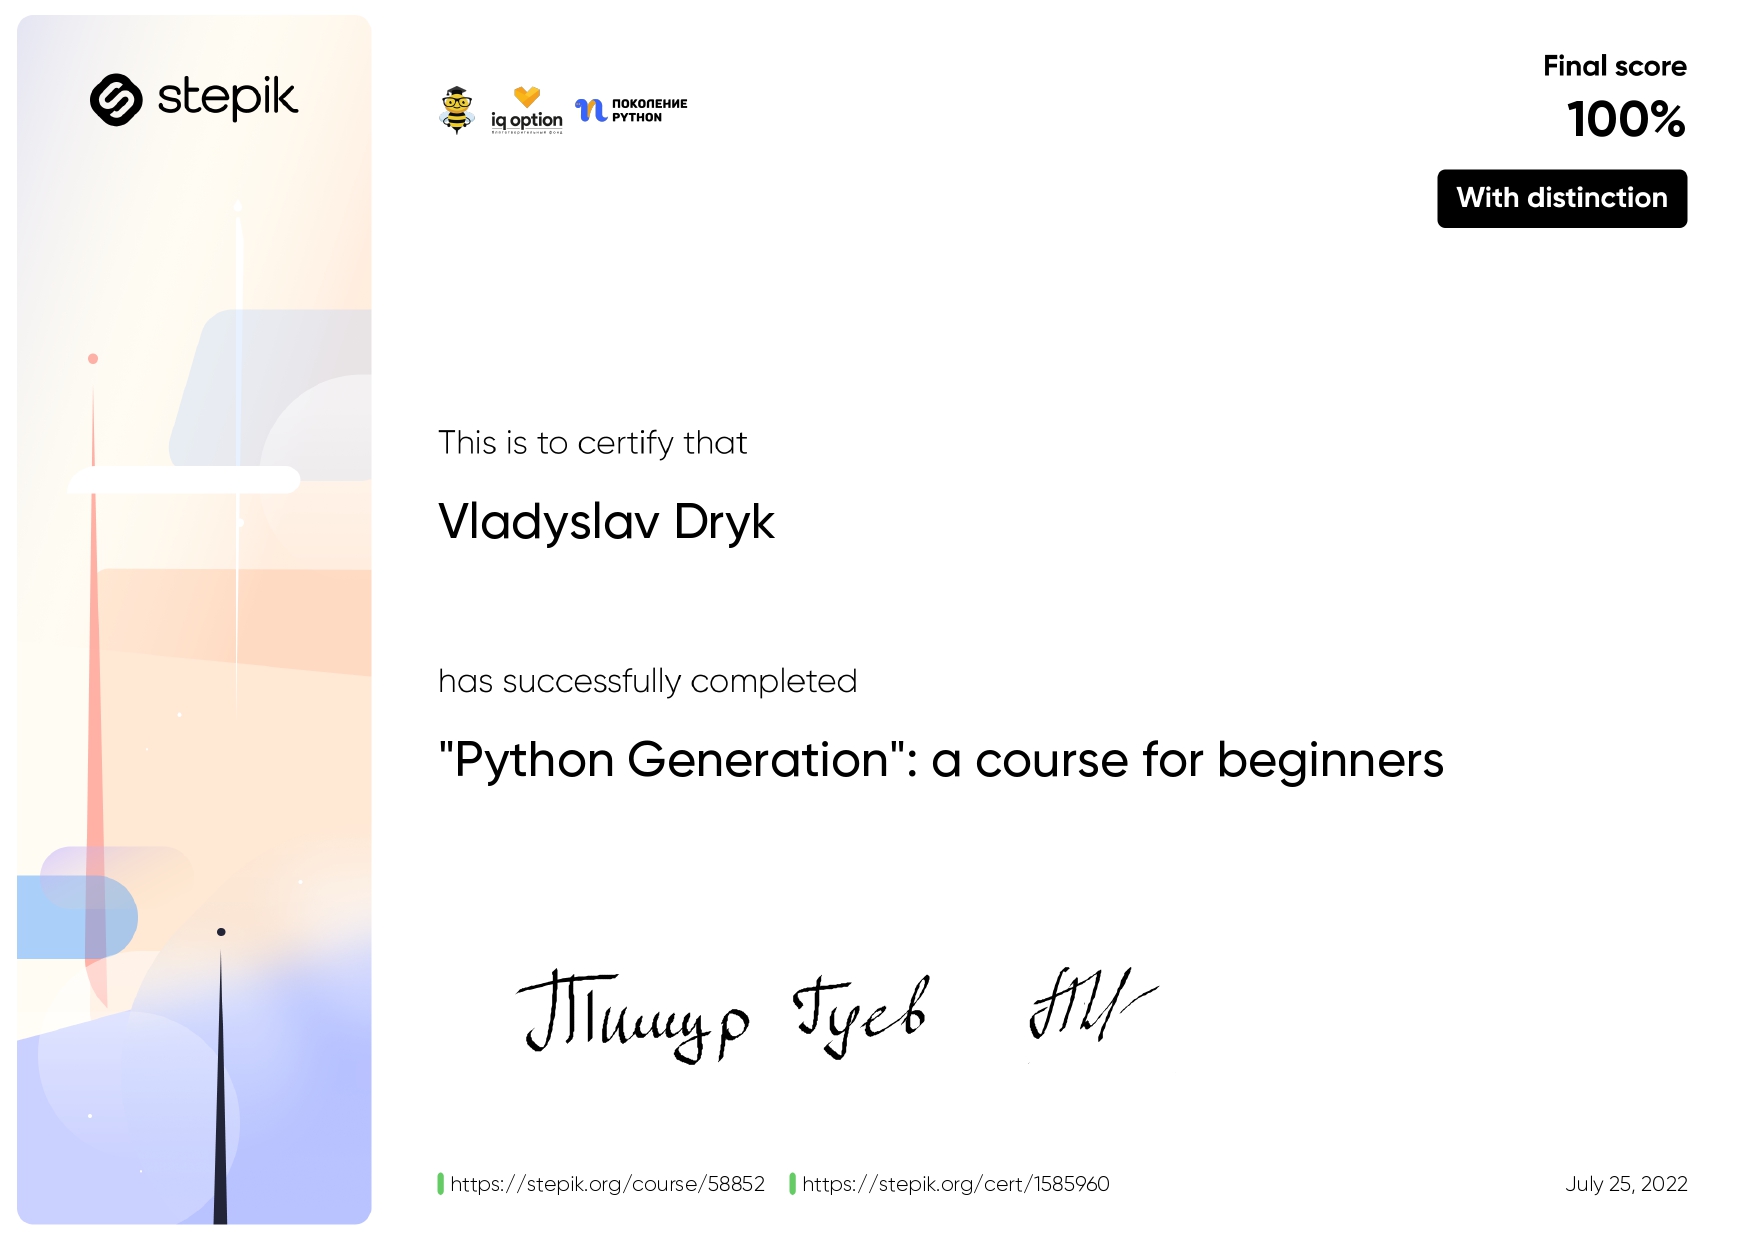 stepik
iq option
ПОКОЛЕНИЕ
PYTHON
Final score
100%
With distinction
This is to certify that
Vladyslav Dryk
has successfully completed
"Python Generation": a course for beginners
Тимур Гуев
https://stepik.org/course/58852 https://stepik.org/cert/1585960 July 25, 2022